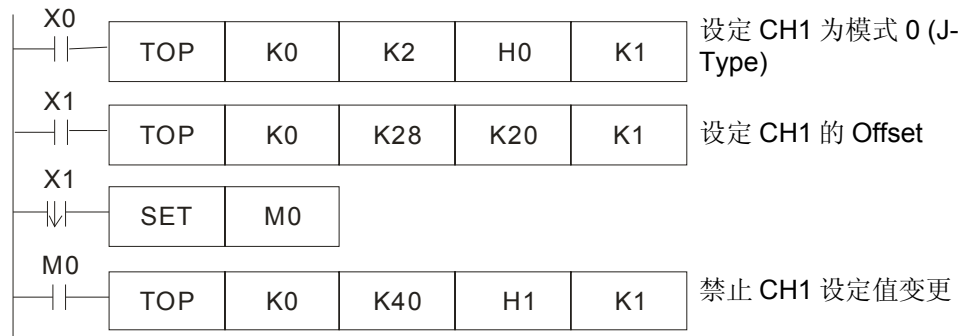 X0
TOP K0 K2 H0 K1 设定 CH1 为模式 0 (J-
Type)
X1
TOP K0 K28 K20 K1 设定 CH1 的 Offset
X1
SET M0
M0
TOP K0 K40 H1 K1 禁止 CH1 设定值变更